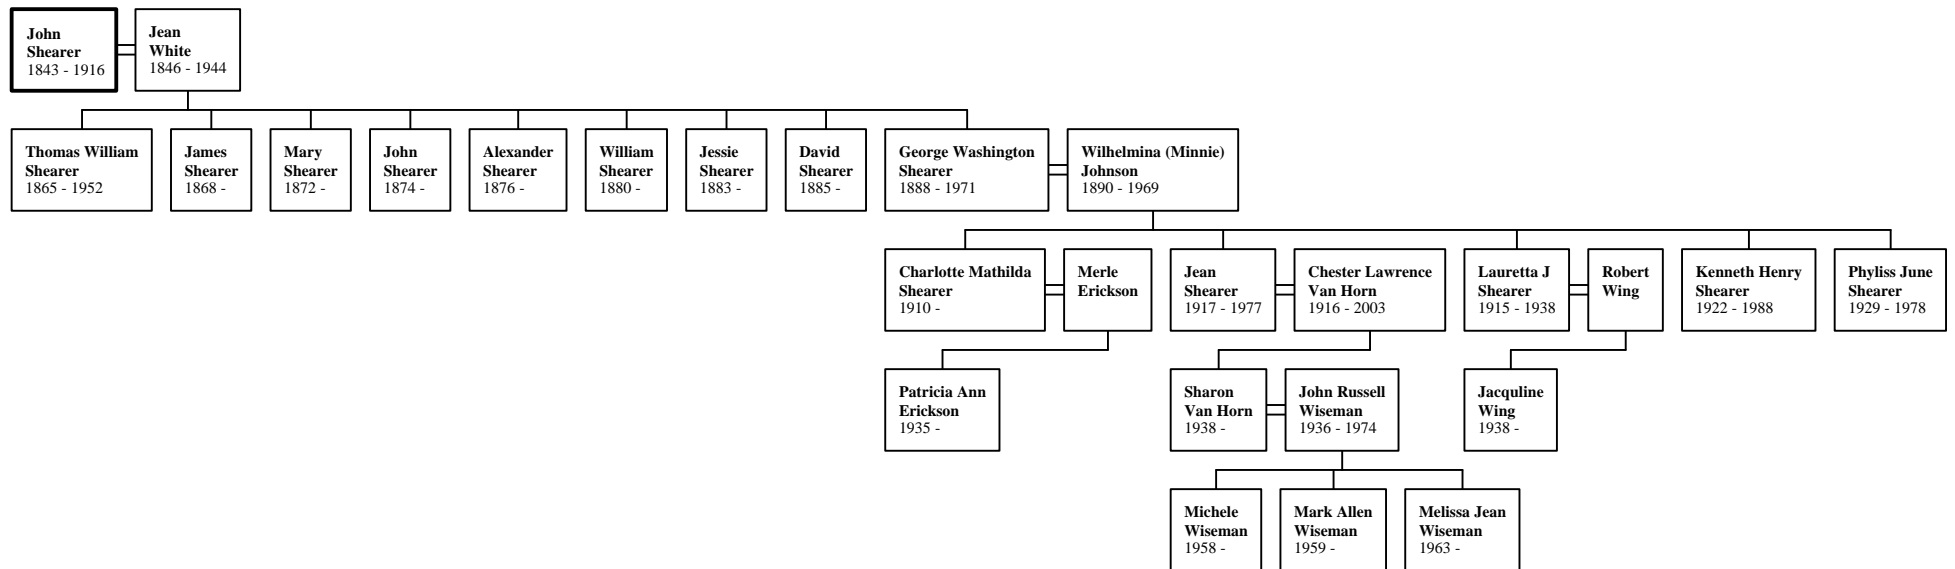 John
Shearer
1843 - 1916
Jean
White
1846 - 1944
Thomas William
Shearer
1865 - 1952
James
Shearer
1868 -
Mary
Shearer
1872 -
John
Shearer
1874 -
Alexander
Shearer
1876 -
William
Shearer
1880 -
Jessie
Shearer
1883 -
David
Shearer
1885 -
George Washington
Shearer
1888 - 1971
Wilhelmina (Minnie)
Johnson
1890 - 1969
Charlotte Mathilda
Shearer
1910 -
Merle
Erickson
Jean
Shearer
1917 - 1977
Chester Lawrence
Van Horn
1916 - 2003
Lauretta J
Shearer
1915 - 1938
Robert
Wing
Kenneth Henry
Shearer
1922 - 1988
Phyliss June
Shearer
1929 - 1978
Patricia Ann
Erickson
1935 -
Sharon
Van Horn
1938 -
John Russell
Wiseman
1936 - 1974
Jacquline
Wing
1938 -
Michele
Wiseman
1958 -
Mark Allen
Wiseman
1959 -
Melissa Jean
Wiseman
1963 -